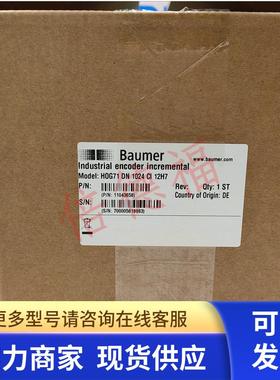 Baumer
Industrial encoder incremental
www.baumer.com
Model: HOG71 DN 1024 CI 12H7
P/N:
Rev:
Qty: 1 ST
(P/N: 11043658)
Country of Origin: DE
S/N:
更多型号请咨询在线客服
力商家 现货供应